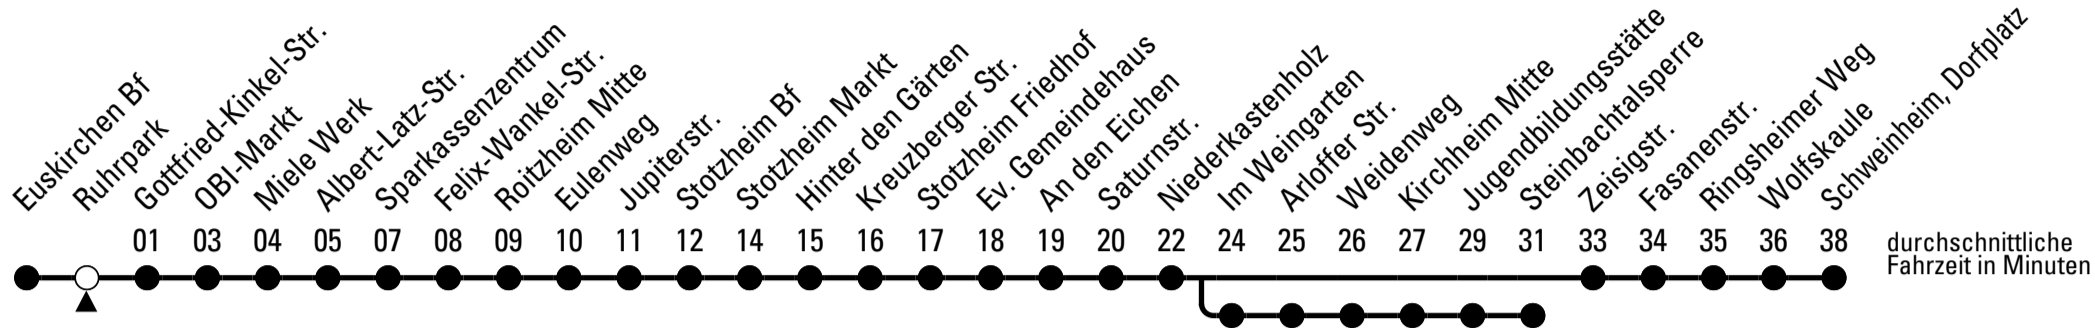 Euskirchen Bf
Ruhrpark
Gottfried-Kinkel-Str.
OBI-Markt
Miele Werk
Albert-Latz-Str.
Sparkassenzentrum
Felix-Wankel-Str.
Roitzheim Mitte
Eulenweg
Jupiterstr.
Stotzheim Bf
Stotzheim Markt
Hinter den Gärten
Kreuzberger Str.
Stotzheim Friedhof
Ev. Gemeindehaus
An den Eichen
Saturnstr.
Niederkastenholz
Im Weingarten
Arloffer Str.
Weidenweg
Kirchheim Mitte
Jugendbildungsstätte
Steinbachtalsperre
Zeisigstr.
Fasanenstr.
Ringsheimer Weg
Wolfskaule
Schweinheim, Dorfplatz
01 03 04 05 07 08 09 10 11 12 14 15 16 17 18 19 20 22 24 25 26 27 29 31 33 34 35 36 38
durchschnittliche
Fahrzeit in Minuten